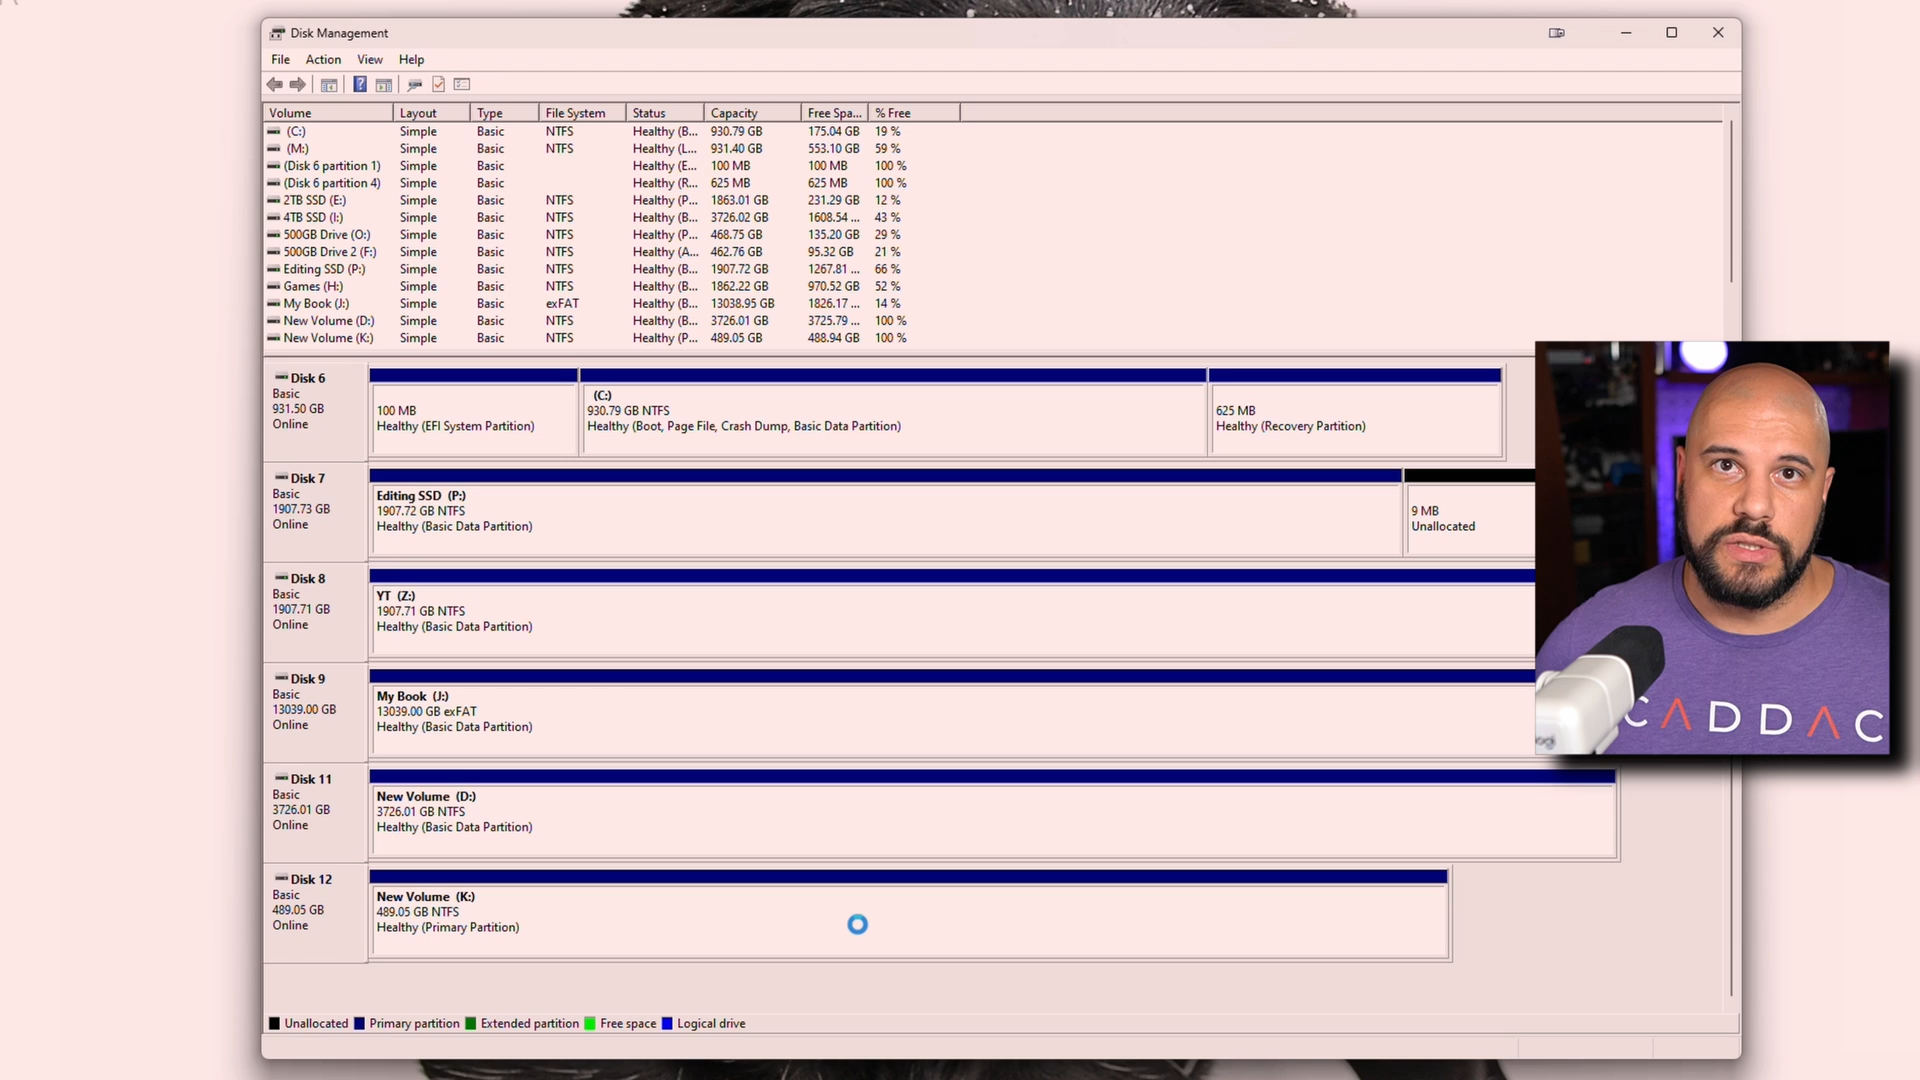 Disk Management
File Action View Help
Volume Layout Type File System Status Capacity Free Spa... % Free
(C:) Simple Basic NTFS Healthy (B... 930.79 GB 175.04 GB 19 %
(M:) Simple Basic NTFS Healthy (L... 931.40 GB 553.10 GB 59 %
(Disk 6 partition 1) Simple Basic Healthy (E... 100 MB 100 MB 100 %
(Disk 6 partition 4) Simple Basic Healthy (R... 625 MB 625 MB 100 %
2TB SSD (E:) Simple Basic NTFS Healthy (P... 1863.01 GB 231.29 GB 12 %
4TB SSD (I:) Simple Basic NTFS Healthy (B... 3726.02 GB 1608.54 ... 43 %
500GB Drive (O:) Simple Basic NTFS Healthy (P... 468.75 GB 135.20 GB 29 %
500GB Drive 2 (F:) Simple Basic NTFS Healthy (A... 462.76 GB 95.32 GB 21 %
Editing SSD (P:) Simple Basic NTFS Healthy (B... 1907.72 GB 1267.81 ... 66 %
Games (H:) Simple Basic NTFS Healthy (B... 1862.22 GB 970.52 GB 52 %
My Book (J:) Simple Basic exFAT Healthy (B... 13038.95 GB 1826.17 ... 14 %
New Volume (D:) Simple Basic NTFS Healthy (B... 3726.01 GB 3725.79 ... 100 %
New Volume (K:) Simple Basic NTFS Healthy (P... 489.05 GB 488.94 GB 100 %
Disk 6
Basic
931.50 GB
Online
100 MB
Healthy (EFI System Partition)
(C:)
930.79 GB NTFS
Healthy (Boot, Page File, Crash Dump, Basic Data Partition)
625 MB
Healthy (Recovery Partition)
Disk 7
Basic
1907.73 GB
Online
Editing SSD (P:)
1907.72 GB NTFS
Healthy (Basic Data Partition)
9 MB
Unallocated
Disk 8
Basic
1907.71 GB
Online
YT (Z:)
1907.71 GB NTFS
Healthy (Basic Data Partition)
Disk 9
Basic
13039.00 GB
Online
My Book (J:)
13039.00 GB exFAT
Healthy (Basic Data Partition)
Disk 11
Basic
3726.01 GB
Online
New Volume (D:)
3726.01 GB NTFS
Healthy (Basic Data Partition)
Disk 12
Basic
489.05 GB
Online
New Volume (K:)
489.05 GB NTFS
Healthy (Primary Partition)
Unallocated Primary partition Extended partition Free space Logical drive
CADDAC
logi